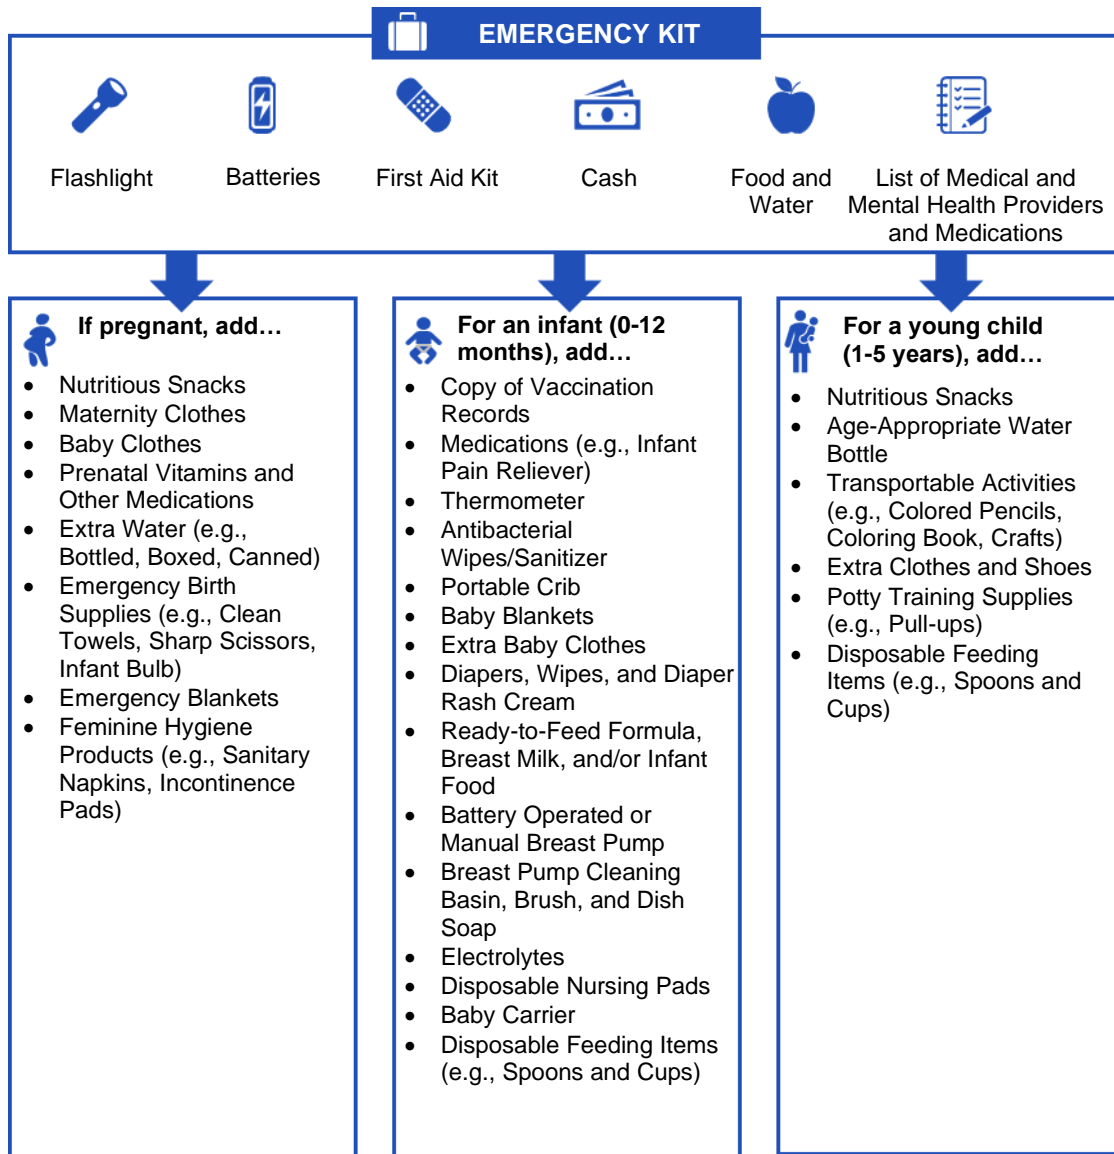 EMERGENCY KIT
Flashlight
Batteries
First Aid Kit
Cash
Food and
Water
List of Medical and
Mental Health Providers
and Medications
If pregnant, add…
• Nutritious Snacks
• Maternity Clothes
• Baby Clothes
• Prenatal Vitamins and
Other Medications
• Extra Water (e.g.,
Bottled, Boxed, Canned)
• Emergency Birth
Supplies (e.g., Clean
Towels, Sharp Scissors,
Infant Bulb)
• Emergency Blankets
• Feminine Hygiene
Products (e.g., Sanitary
Napkins, Incontinence
Pads)
For an infant (0-12
months), add…
• Copy of Vaccination
Records
• Medications (e.g., Infant
Pain Reliever)
• Thermometer
• Antibacterial
Wipes/Sanitizer
• Portable Crib
• Baby Blankets
• Extra Baby Clothes
• Diapers, Wipes, and Diaper
Rash Cream
• Ready-to-Feed Formula,
Breast Milk, and/or Infant
Food
• Battery Operated or
Manual Breast Pump
• Breast Pump Cleaning
Basin, Brush, and Dish
Soap
• Electrolytes
• Disposable Nursing Pads
• Baby Carrier
• Disposable Feeding Items
(e.g., Spoons and Cups)
For a young child
(1-5 years), add…
• Nutritious Snacks
• Age-Appropriate Water
Bottle
• Transportable Activities
(e.g., Colored Pencils,
Coloring Book, Crafts)
• Extra Clothes and Shoes
• Potty Training Supplies
(e.g., Pull-ups)
• Disposable Feeding
Items (e.g., Spoons and
Cups)